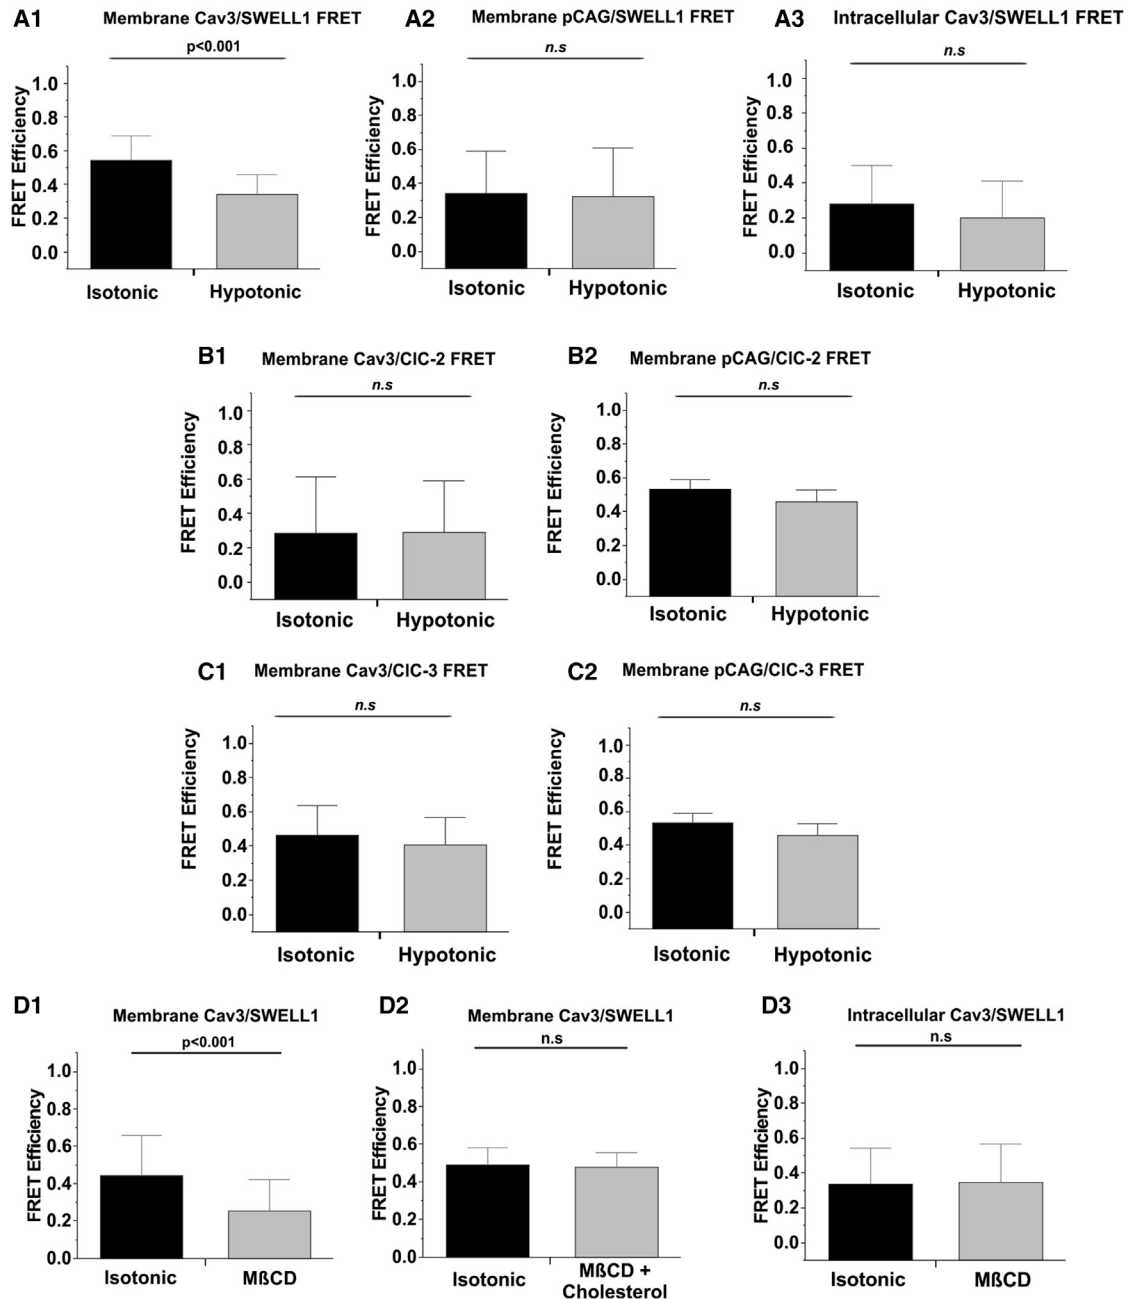 A1
Membrane Cav3/SWELL1 FRET
p<0.001
FRET Efficiency
1.0
0.8
0.6
0.4
0.2
0.0
Isotonic
Hypotonic
A2
Membrane pCAG/SWELL1 FRET
n.s
FRET Efficiency
1.0
0.8
0.6
0.4
0.2
0.0
Isotonic
Hypotonic
A3
Intracellular Cav3/SWELL1 FRET
n.s
FRET Efficiency
1.0
0.8
0.6
0.4
0.2
0.0
Isotonic
Hypotonic
B1
Membrane Cav3/ClC-2 FRET
n.s
FRET Efficiency
1.0
0.8
0.6
0.4
0.2
0.0
Isotonic
Hypotonic
B2
Membrane pCAG/ClC-2 FRET
n.s
FRET Efficiency
1.0
0.8
0.6
0.4
0.2
0.0
Isotonic
Hypotonic
C1
Membrane Cav3/ClC-3 FRET
n.s
FRET Efficiency
1.0
0.8
0.6
0.4
0.2
0.0
Isotonic
Hypotonic
C2
Membrane pCAG/ClC-3 FRET
n.s
FRET Efficiency
1.0
0.8
0.6
0.4
0.2
0.0
Isotonic
Hypotonic
D1
Membrane Cav3/SWELL1
p<0.001
FRET Efficiency
1.0
0.8
0.6
0.4
0.2
0.0
Isotonic
MßCD
D2
Membrane Cav3/SWELL1
n.s
FRET Efficiency
1.0
0.8
0.6
0.4
0.2
0.0
Isotonic
MßCD +
Cholesterol
D3
Intracellular Cav3/SWELL1
n.s
FRET Efficiency
1.0
0.8
0.6
0.4
0.2
0.0
Isotonic
MßCD